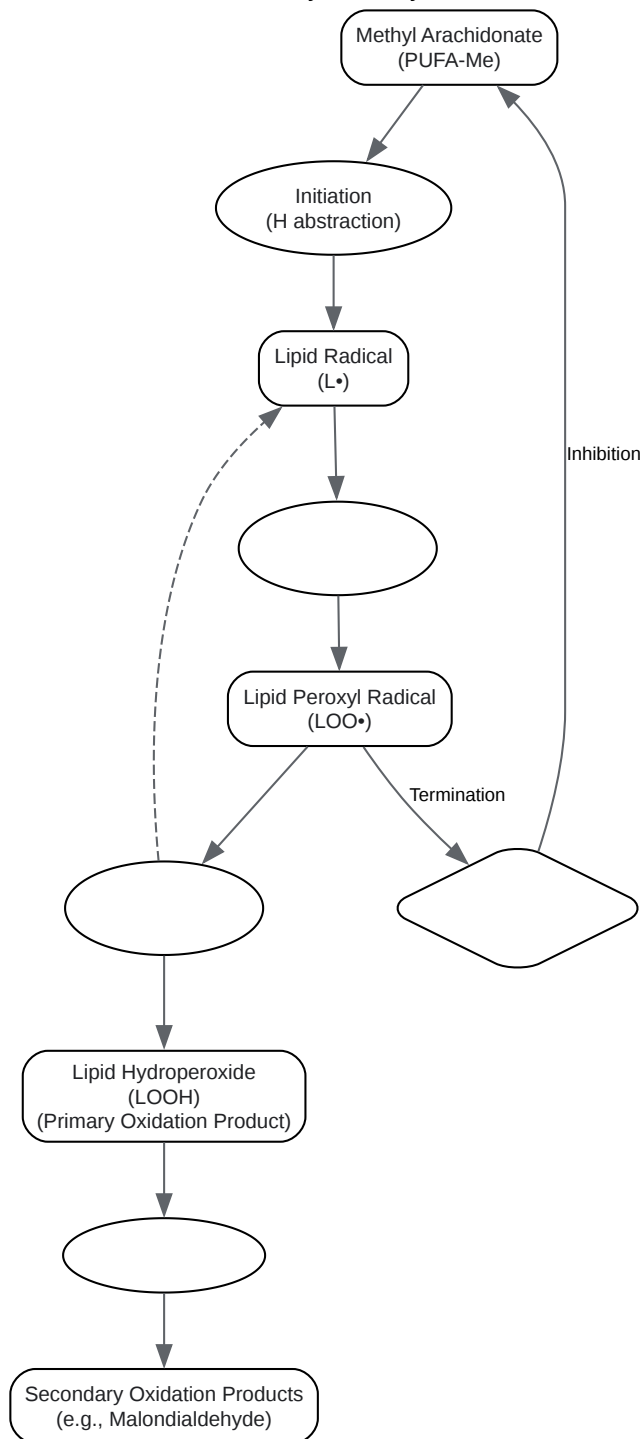 Methyl Arachidonate
(PUFA-Me)
Initiation
(H abstraction)
Lipid Radical
(L•)
Inhibition
Lipid Peroxyl Radical
(LOO•)
Termination
Lipid Hydroperoxide
(LOOH)
(Primary Oxidation Product)
Secondary Oxidation Products
(e.g., Malondialdehyde)